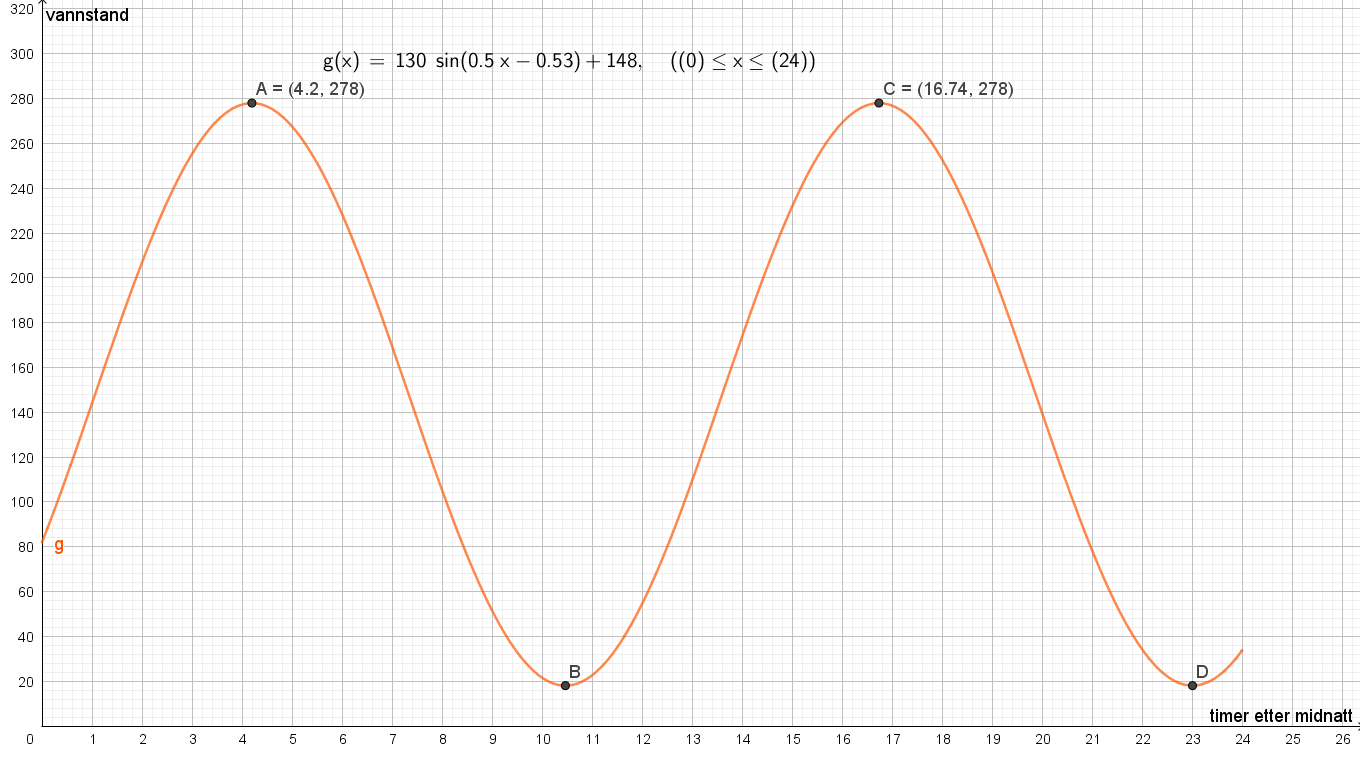 320
vannstand
300
g(x) = 130 sin(0.5 x − 0.53) + 148, ((0) ≤ x ≤ (24))
280
A = (4.2, 278)
C = (16.74, 278)
260
240
220
200
180
160
140
120
100
80
g
60
40
B
D
20
timer etter midnatt
0 1 2 3 4 5 6 7 8 9 10 11 12 13 14 15 16 17 18 19 20 21 22 23 24 25 26